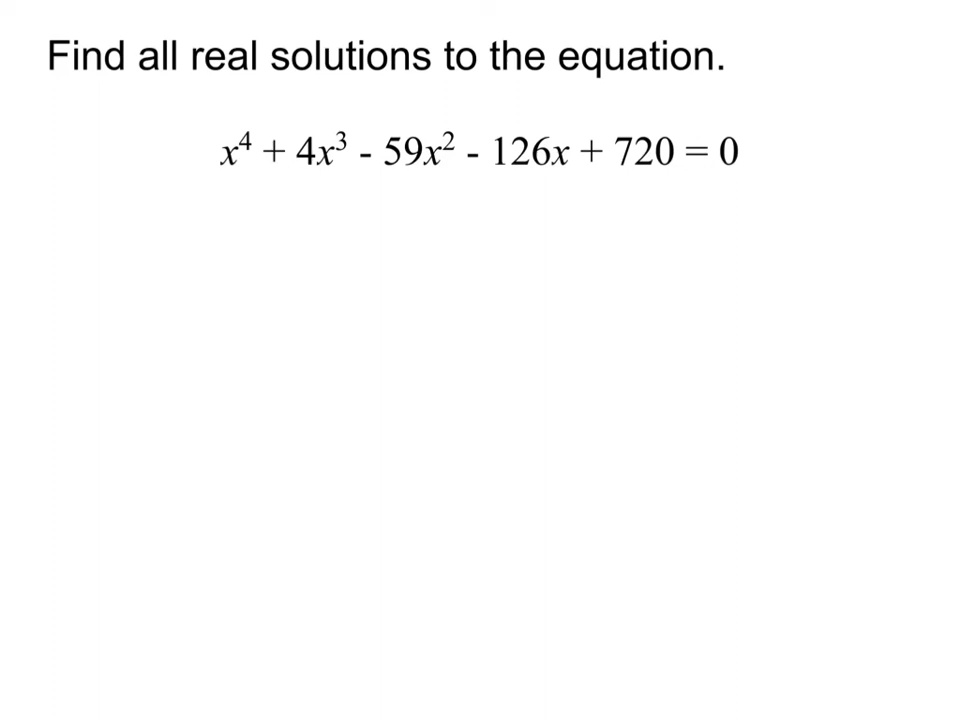 Find all real solutions to the equation.
x⁴ + 4x³ - 59x² - 126x + 720 = 0